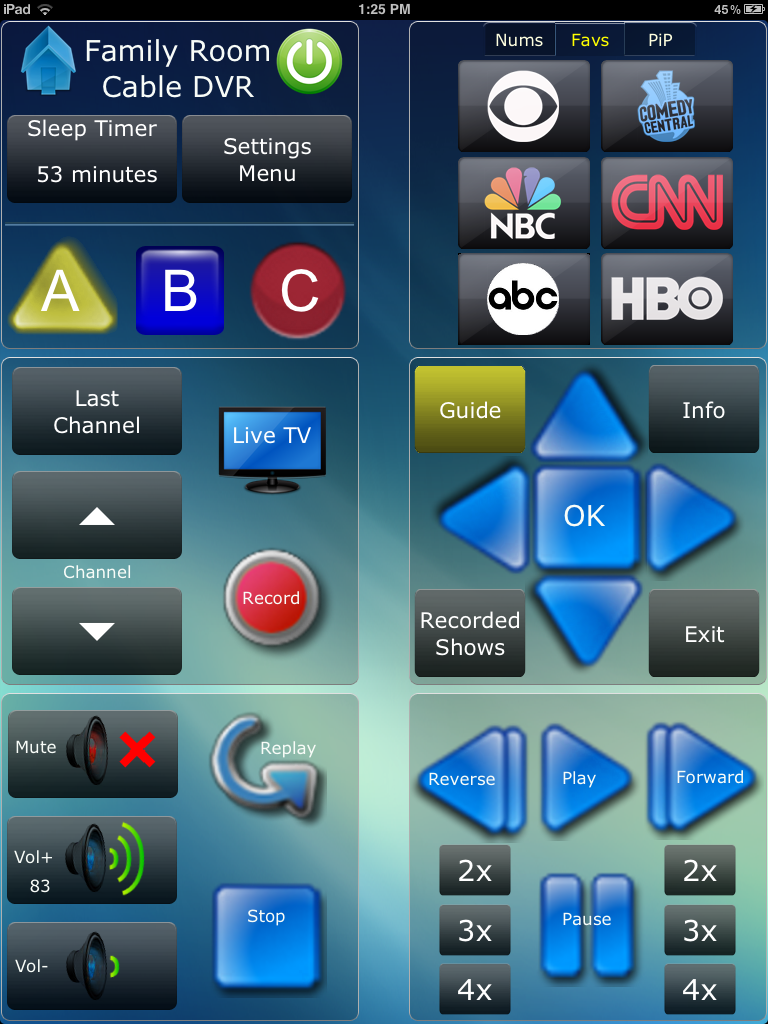 iPad
1:25 PM
45%
Family Room
Cable DVR
Sleep Timer
53 minutes
Settings
Menu
A
B
C
Nums
Favs
PiP
COMEDY
CENTRAL
NBC
CNN
abc
HBO
Last
Channel
Live TV
Channel
Record
Guide
Info
OK
Recorded
Shows
Exit
Mute
Replay
Vol+
83
Stop
Vol-
Reverse
Play
Forward
2x
2x
Pause
3x
3x
4x
4x